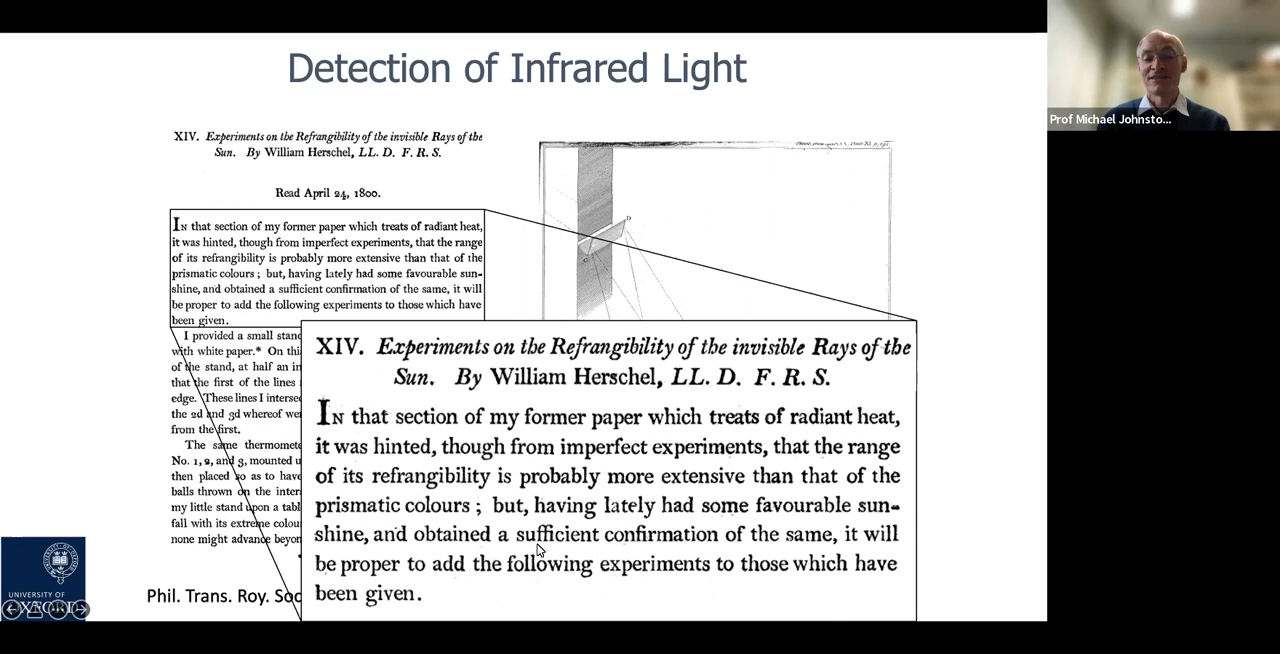 Detection of Infrared Light
XIV. Experiments on the Refrangibility of the invisible Rays of the
Sun. By William Herschel, LL. D. F. R. S.
Read April 24, 1800.
IN that section of my former paper which treats of radiant heat,
it was hinted, though from imperfect experiments, that the range
of its refrangibility is probably more extensive than that of the
prismatic colours ; but, having lately had some favourable sun-
shine, and obtained a sufficient confirmation of the same, it will
be proper to add the following experiments to those which have
been given.
I provided a small stand
with white paper.* On thi
of the stand, at half an in
that the first of the lines
edge. These lines I interse
the 2d and 3d whereof we
from the first.
The same thermomete
No. 1, 2, and 3, mounted u
then placed so as to have
balls thrown on the inter
my little stand upon a tabl
fall with its extreme colou
none might advance beyon
D
C
XIV. Experiments on the Refrangibility of the invisible Rays of the
Sun. By William Herschel, LL. D. F. R. S.
IN that section of my former paper which treats of radiant heat,
it was hinted, though from imperfect experiments, that the range
of its refrangibility is probably more extensive than that of the
prismatic colours ; but, having lately had some favourable sun-
shine, and obtained a sufficient confirmation of the same, it will
be proper to add the following experiments to those which have
been given.
Phil. Trans. Roy. Soc
UNIVERSITY OF
OXFORD
Prof Michael Johnsto...